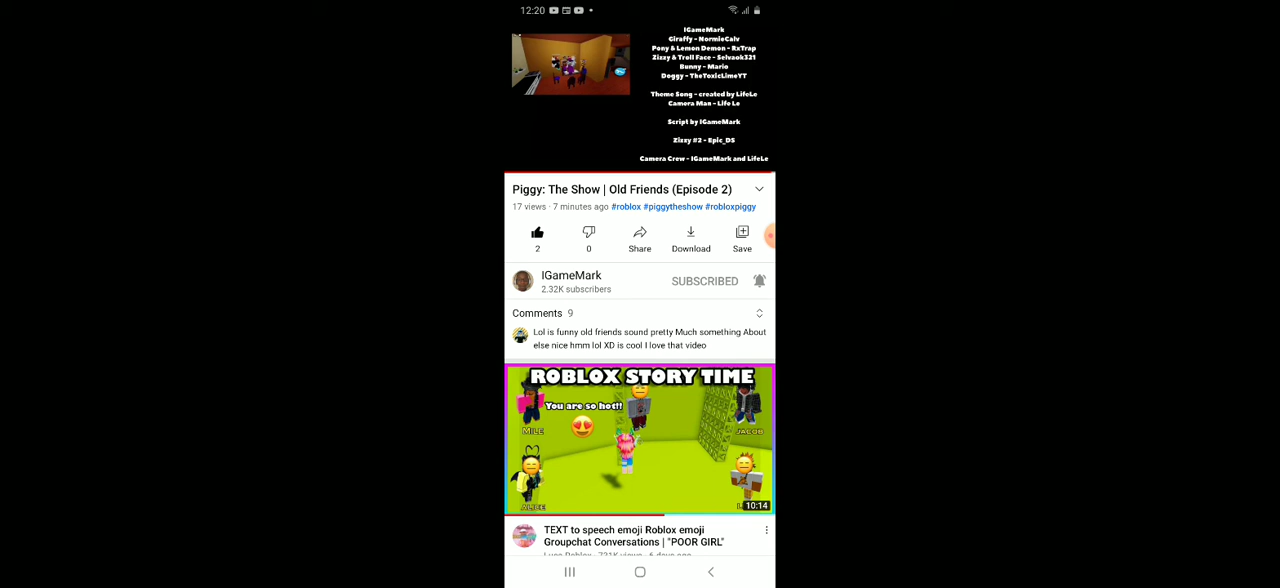 12:20
IGameMark
Giraffy - NormieCalv
Pony & Lemon Demon - RxTrap
Zizzy & Troll Face - Selvaok321
Bunny - Mario
Doggy - TheToxicLimeYT
Theme Song - created by LifeLe
Camera Man - Life Le
Script by IGameMark
Zizzy #2 - Epic_DS
Camera Crew - IGameMark and LifeLe
Piggy: The Show | Old Friends (Episode 2)
17 views · 7 minutes ago #roblox #piggytheshow #robloxpiggy
2
0
Share
Download
Save
IGameMark
2.32K subscribers
SUBSCRIBED
Comments 9
Lol is funny old friends sound pretty Much something About
else nice hmm lol XD is cool I love that video
ROBLOX STORY TIME
You are so hot!!
MILE
JACOB
ALICE
10:14
TEXT to speech emoji Roblox emoji
Groupchat Conversations | "POOR GIRL"